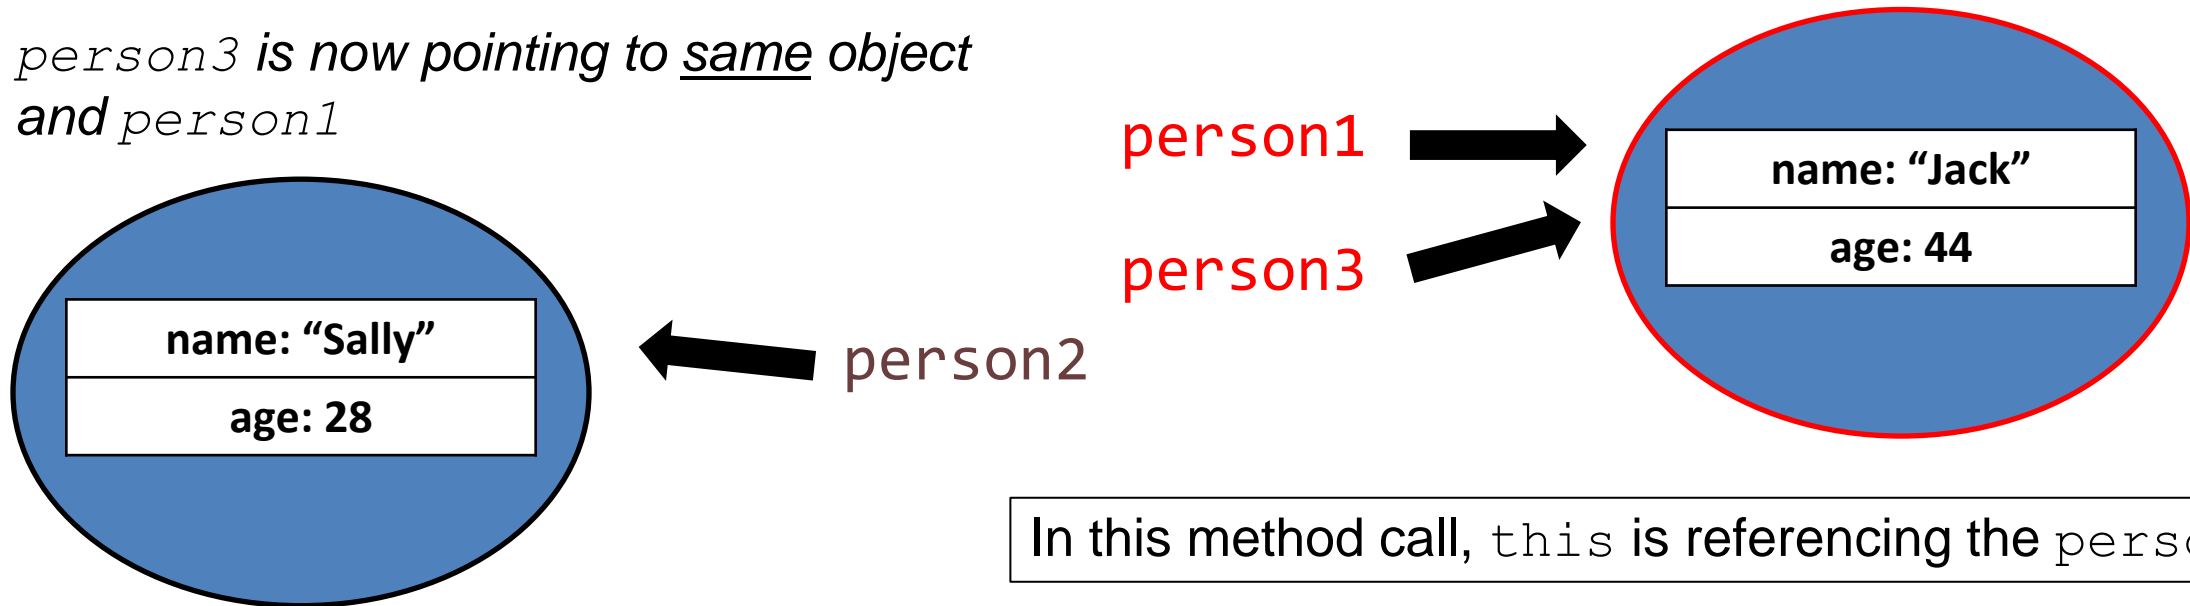 person3 is now pointing to same object
and person1
person1
name: “Jack”
person3
age: 44
name: “Sally”
person2
age: 28
In this method call, this is referencing the